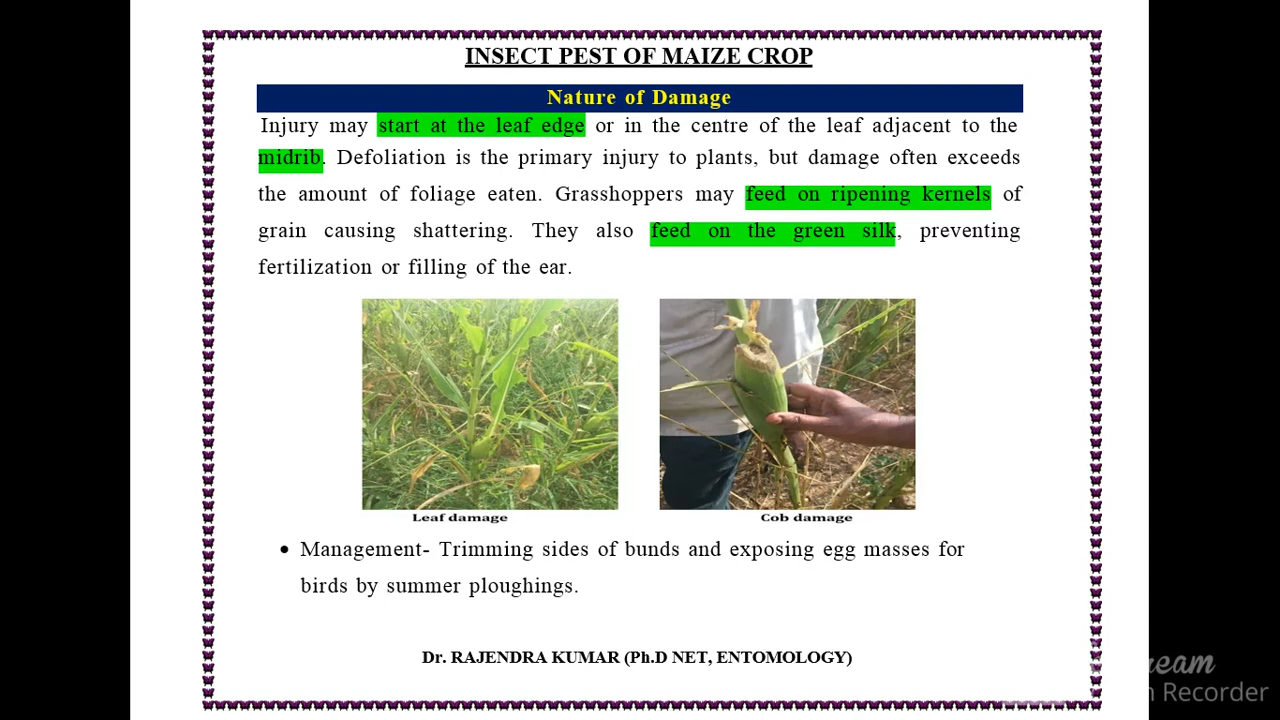 INSECT PEST OF MAIZE CROP
Nature of Damage
Injury may start at the leaf edge or in the centre of the leaf adjacent to the
midrib. Defoliation is the primary injury to plants, but damage often exceeds
the amount of foliage eaten. Grasshoppers may feed on ripening kernels of
grain causing shattering. They also feed on the green silk, preventing
fertilization or filling of the ear.
Leaf damage
Cob damage
• Management- Trimming sides of bunds and exposing egg masses for
birds by summer ploughings.
Dr. RAJENDRA KUMAR (Ph.D NET, ENTOMOLOGY)
Recorder